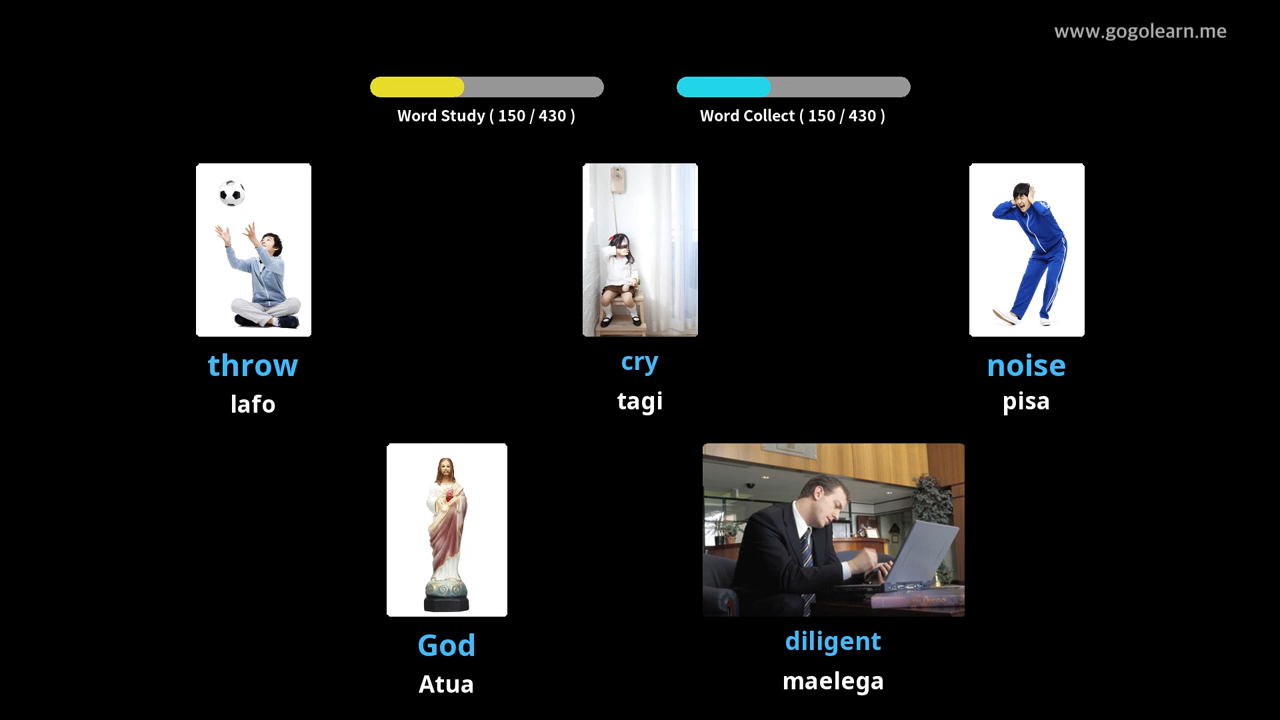 www.gogolearn.me
Word Study ( 150 / 430 )
Word Collect ( 150 / 430 )
throw
lafo
cry
tagi
noise
pisa
God
Atua
diligent
maelega